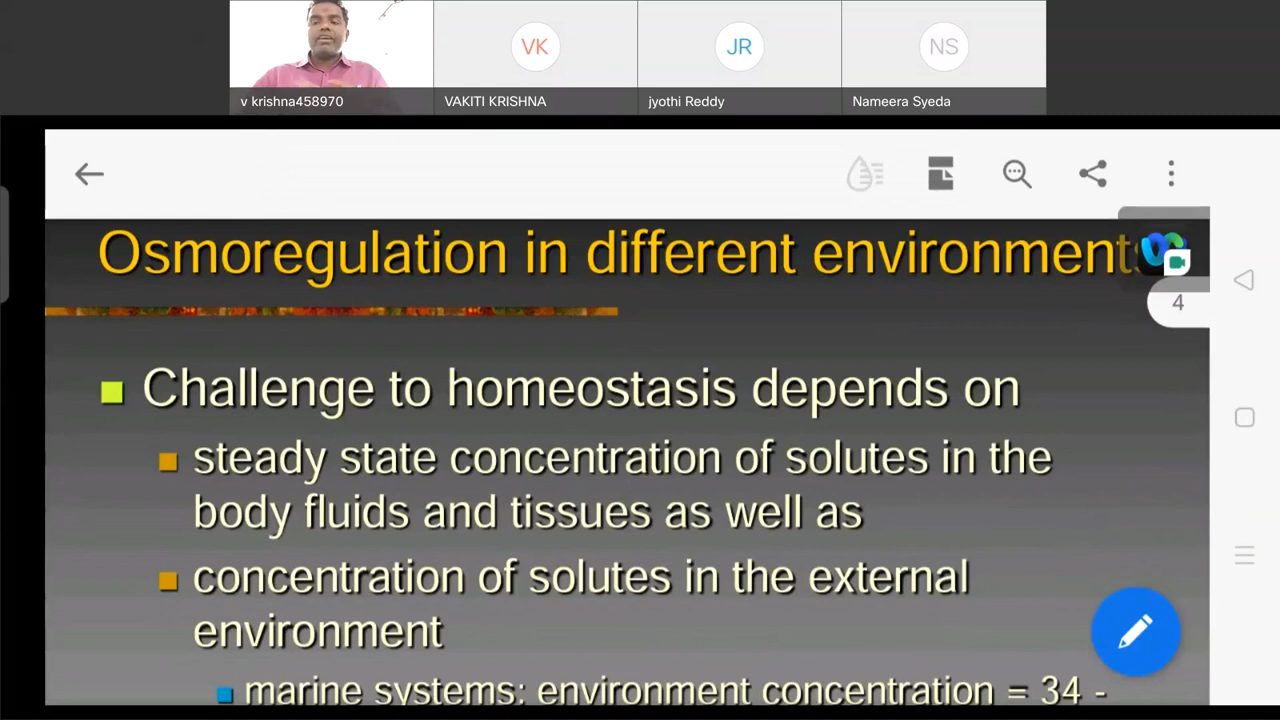 VK
JR
NS
v krishna458970
VAKITI KRISHNA
jyothi Reddy
Nameera Syeda
Osmoregulation in different environments
4
Challenge to homeostasis depends on
steady state concentration of solutes in the
body fluids and tissues as well as
concentration of solutes in the external
environment
marine systems: environment concentration = 34 -